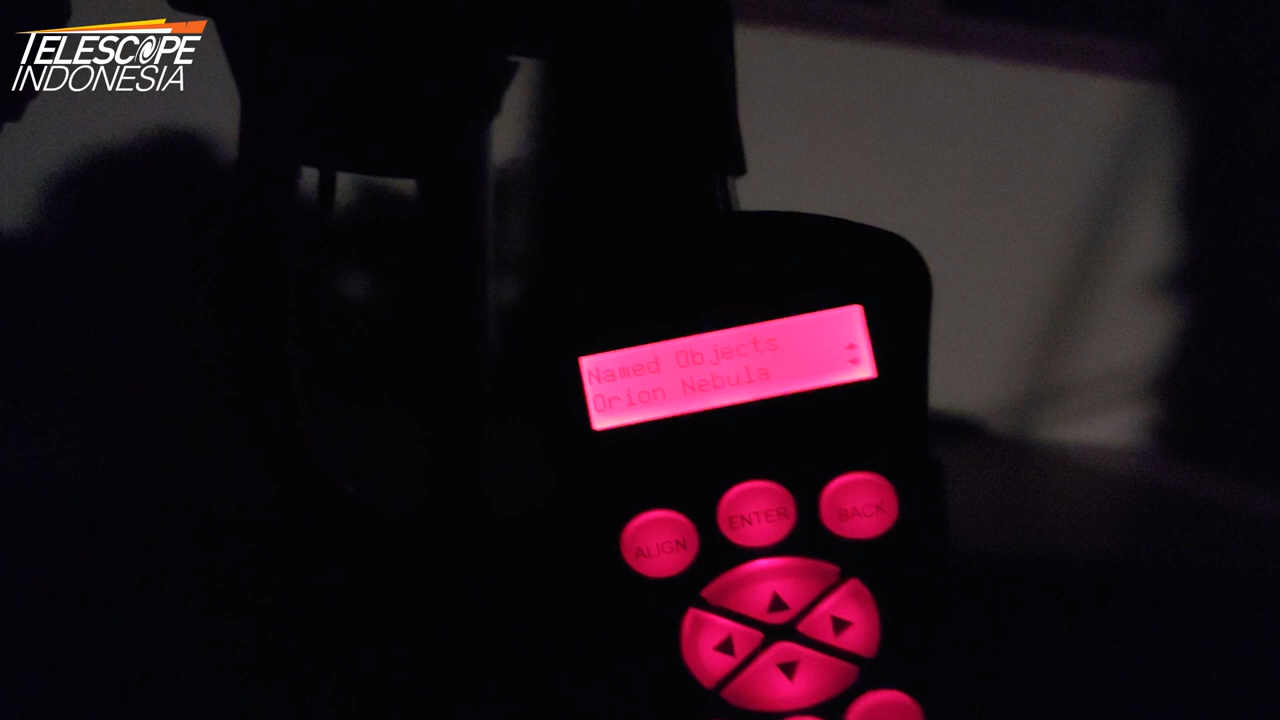 TELESCOPE
INDONESIA
Named Objects
Orion Nebula
ALIGN
ENTER
BACK